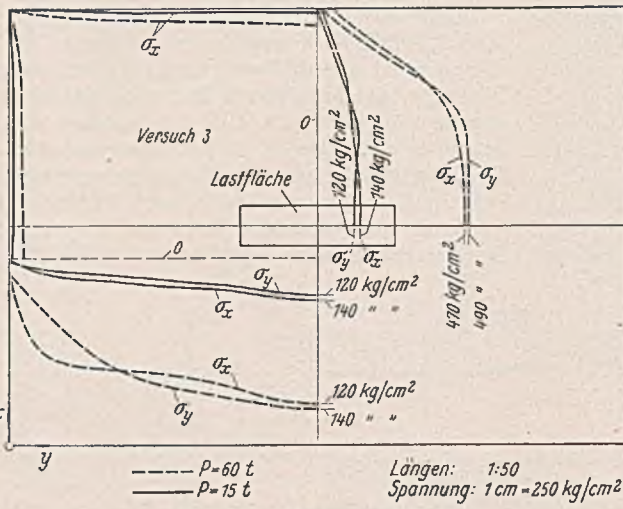 σx
Versuch 3
0
120 kg/cm²
140 kg/cm²
σx
σy
Lastfläche
0
σy
σx
σy
σx
120 kg/cm²
140 " "
470 kg/cm²
490 " "
σx
σy
120 kg/cm²
140 " "
y
P=60 t
P=15 t
Längen: 1:50
Spannung: 1 cm=250 kg/cm²